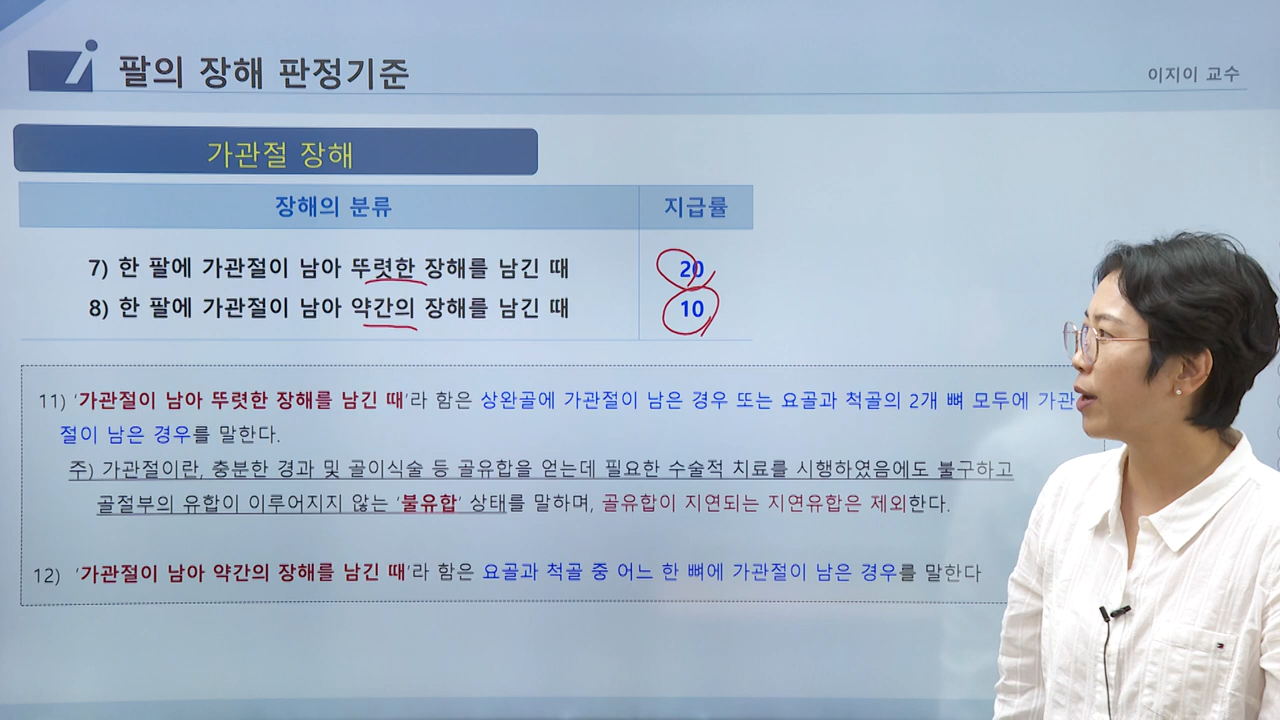 팔의 장해 판정기준
이지이 교수
가관절 장해
장해의 분류 지급률
7) 한 팔에 가관절이 남아 뚜렷한 장해를 남긴 때 20
8) 한 팔에 가관절이 남아 약간의 장해를 남긴 때 10
11) '가관절이 남아 뚜렷한 장해를 남긴 때'라 함은 상완골에 가관절이 남은 경우 또는 요골과 척골의 2개 뼈 모두에 가관
절이 남은 경우를 말한다.
주) 가관절이란, 충분한 경과 및 골이식술 등 골유합을 얻는데 필요한 수술적 치료를 시행하였음에도 불구하고
골절부의 유합이 이루어지지 않는 '불유합' 상태를 말하며, 골유합이 지연되는 지연유합은 제외한다.
12) '가관절이 남아 약간의 장해를 남긴 때'라 함은 요골과 척골 중 어느 한 뼈에 가관절이 남은 경우를 말한다